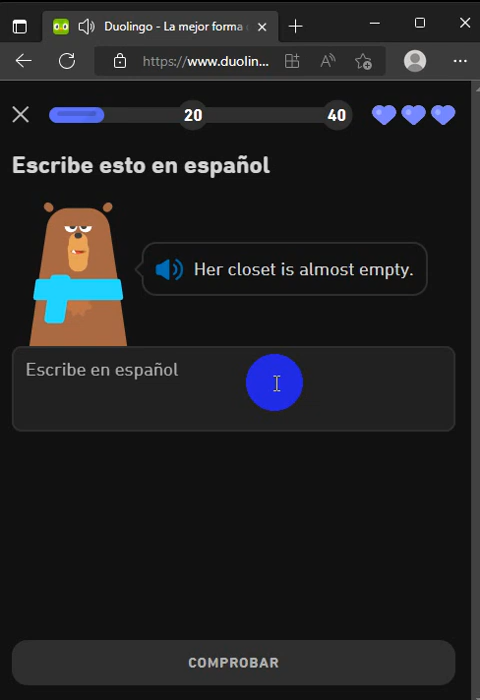 Duolingo - La mejor forma
https://www.duolin...
20
40
Escribe esto en español
Her closet is almost empty.
Escribe en español
COMPROBAR